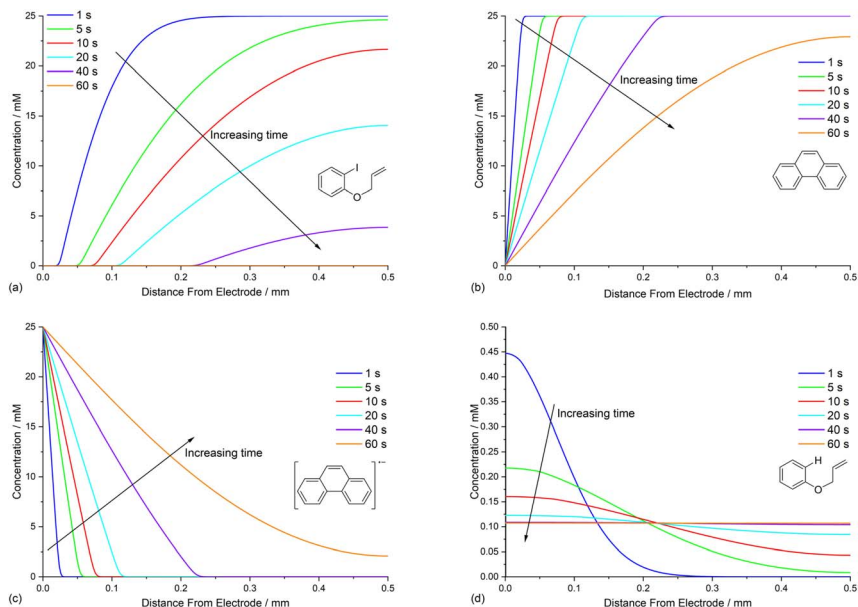 25
20
15
10
5
0
Concentration / mM
1 s
5 s
10 s
20 s
40 s
60 s
Increasing time
I
O
0.0 0.1 0.2 0.3 0.4 0.5
(a)
Distance From Electrode / mm
25
20
15
10
5
0
Concentration / mM
Increasing time
1 s
5 s
10 s
20 s
40 s
60 s
0.0 0.1 0.2 0.3 0.4 0.5
(b)
Distance From Electrode / mm
25
20
15
10
5
0
Concentration / mM
1 s
5 s
10 s
20 s
40 s
60 s
Increasing time
•−
0.0 0.1 0.2 0.3 0.4 0.5
(c)
Distance From Electrode / mm
0.50
0.45
0.40
0.35
0.30
0.25
0.20
0.15
0.10
0.05
0.00
Concentration / mM
1 s
5 s
10 s
20 s
40 s
60 s
Increasing time
H
O
0.0 0.1 0.2 0.3 0.4 0.5
(d)
Distance From Electrode / mm